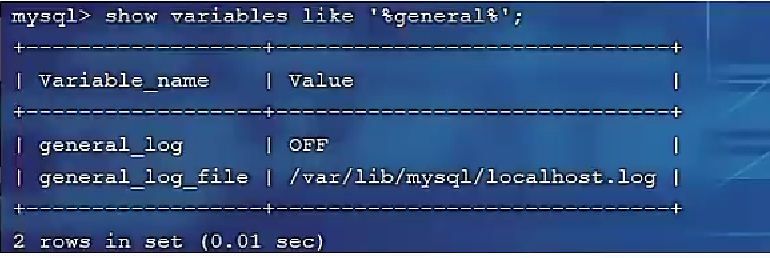 mysql> show variables like '%general%';
+------------------+-----------------------------+
| Variable_name    | Value                       |
+------------------+-----------------------------+
| general_log      | OFF                         |
| general_log_file | /var/lib/mysql/localhost.log |
+------------------+-----------------------------+
2 rows in set (0.01 sec)